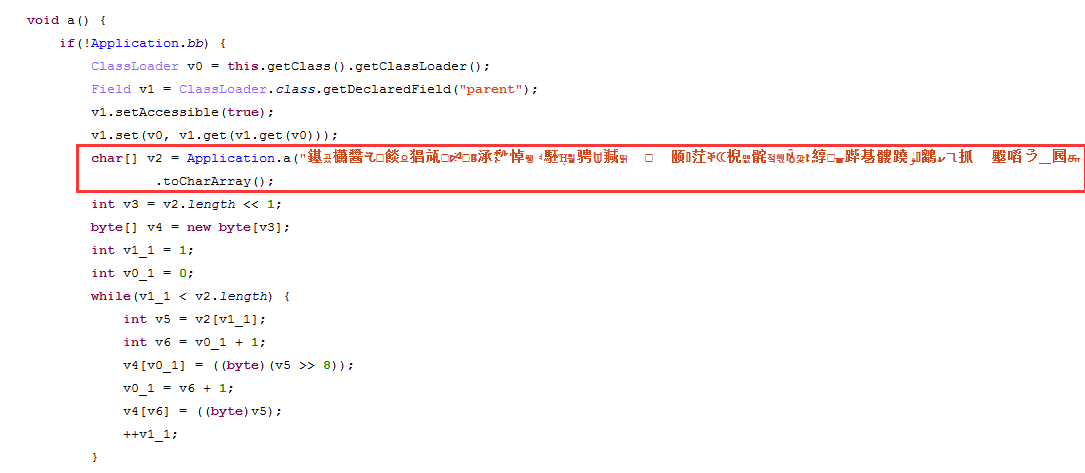 void a() {
if(!Application.bb) {
ClassLoader v0 = this.getClass().getClassLoader();
Field v1 = ClassLoader.class.getDeclaredField("parent");
v1.setAccessible(true);
v1.set(v0, v1.get(v1.get(v0)));
char[] v2 = Application.a("
.toCharArray();
int v3 = v2.length << 1;
byte[] v4 = new byte[v3];
int v1_1 = 1;
int v0_1 = 0;
while(v1_1 < v2.length) {
int v5 = v2[v1_1];
int v6 = v0_1 + 1;
v4[v0_1] = ((byte)(v5 >> 8));
v0_1 = v6 + 1;
v4[v6] = ((byte)v5);
++v1_1;
}